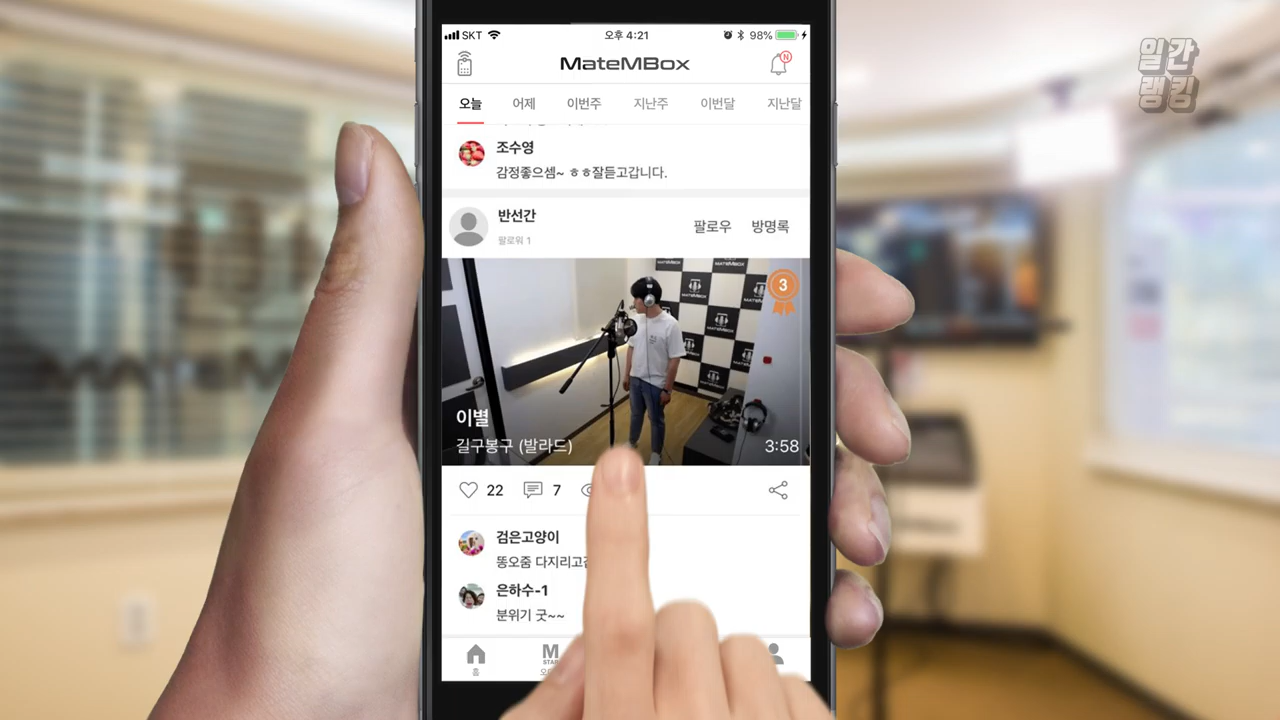 일간
랭킹
SKT 오후 4:21 98%
MateMBox N
오늘 어제 이번주 지난주 이번달 지난달
조수영
감정좋으셈~ ㅎㅎ잘듣고갑니다.
반선간
팔로워 1
팔로우 방명록
MATEMBOX
3
이별
길구봉구 (발라드)
3:58
22 7
검은고양이
똥오줌 다지리고
은하수-1
분위기 굿~~
M
STAR
홈